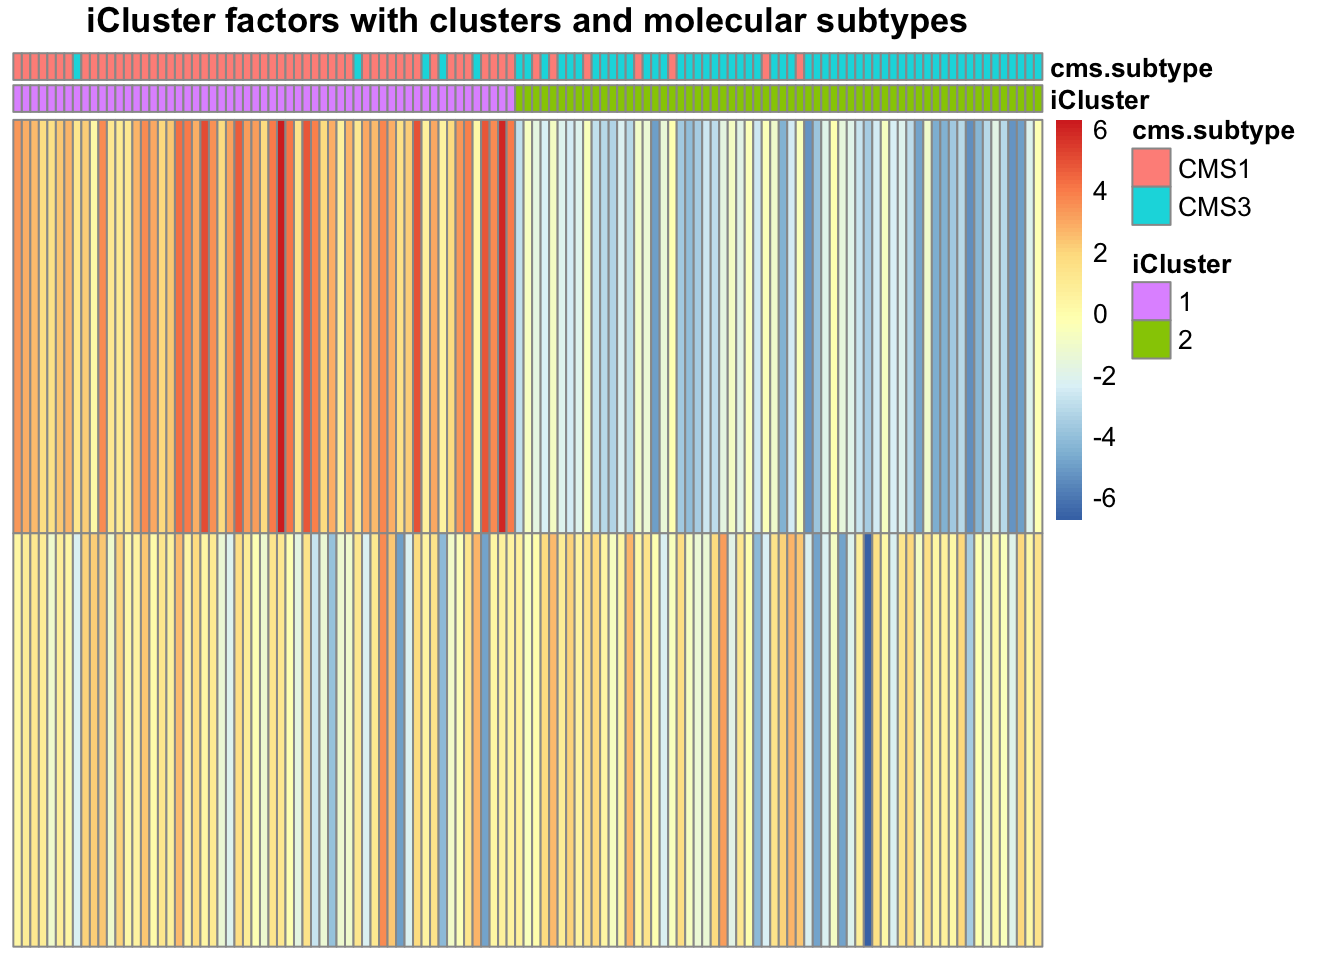 iCluster factors with clusters and molecular subtypes
cms.subtype
iCluster
6
4
2
0
-2
-4
-6
cms.subtype
CMS1
CMS3
iCluster
1
2